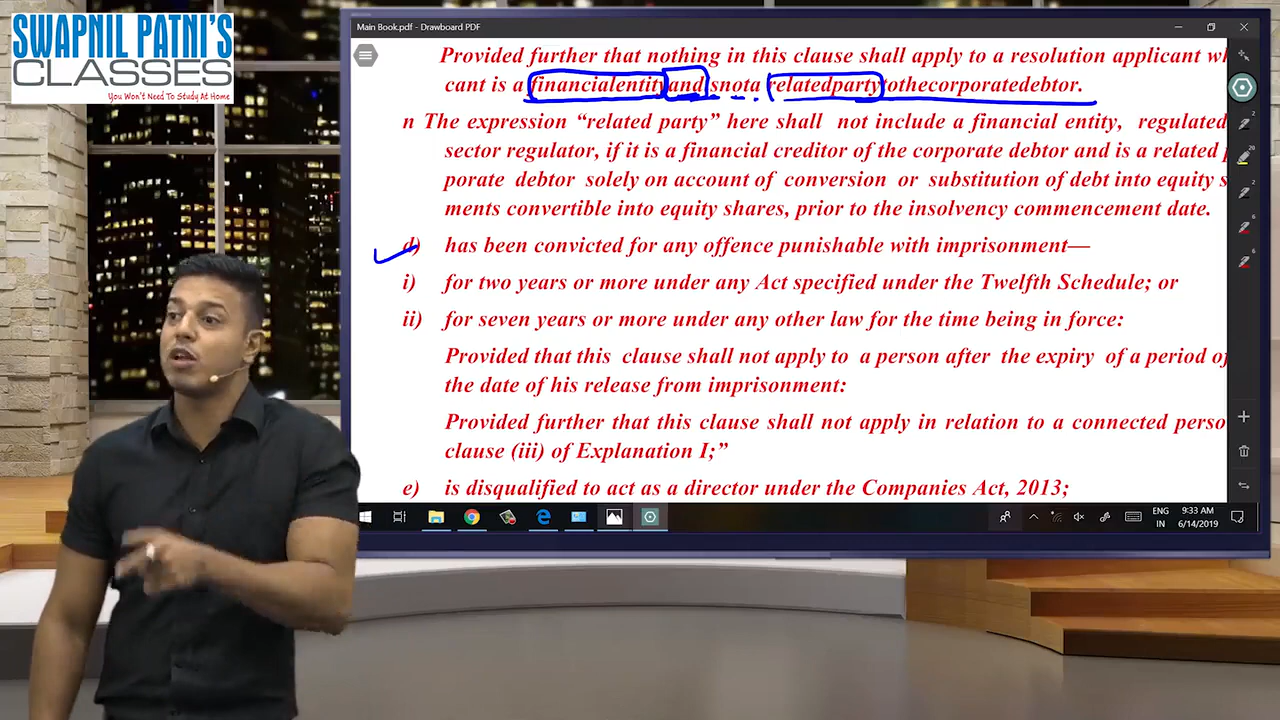 SWAPNIL PATNI'S
CLASSES
You Won't Need To Study At Home
Main Book.pdf - Drawboard PDF
Provided further that nothing in this clause shall apply to a resolution applicant
cant is a financialentity and snota relatedparty tothecorporatedebtor.
n The expression “related party” here shall not include a financial entity, regulated
sector regulator, if it is a financial creditor of the corporate debtor and is a related
porate debtor solely on account of conversion or substitution of debt into equity s
ments convertible into equity shares, prior to the insolvency commencement date.
d) has been convicted for any offence punishable with imprisonment—
i) for two years or more under any Act specified under the Twelfth Schedule; or
ii) for seven years or more under any other law for the time being in force:
Provided that this clause shall not apply to a person after the expiry of a period of
the date of his release from imprisonment:
Provided further that this clause shall not apply in relation to a connected perso
clause (iii) of Explanation I;”
e) is disqualified to act as a director under the Companies Act, 2013;
ENG
IN
9:33 AM
6/14/2019